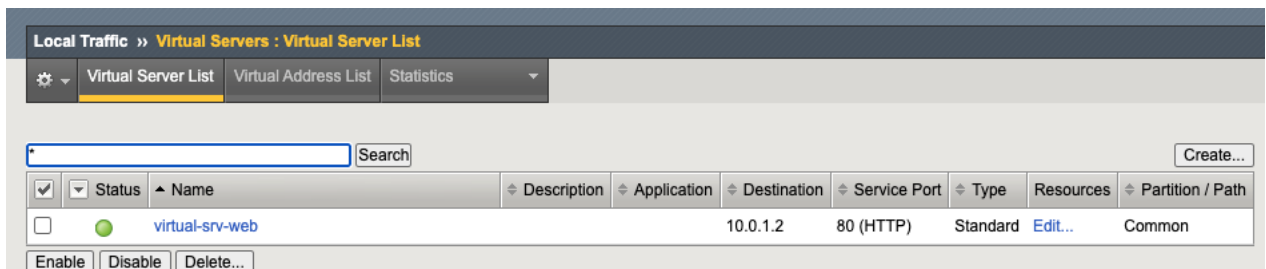 Local Traffic ›› Virtual Servers : Virtual Server List
Virtual Server List Virtual Address List Statistics
* Search Create...
Status Name Description Application Destination Service Port Type Resources Partition / Path
virtual-srv-web 10.0.1.2 80 (HTTP) Standard Edit... Common
Enable Disable Delete...